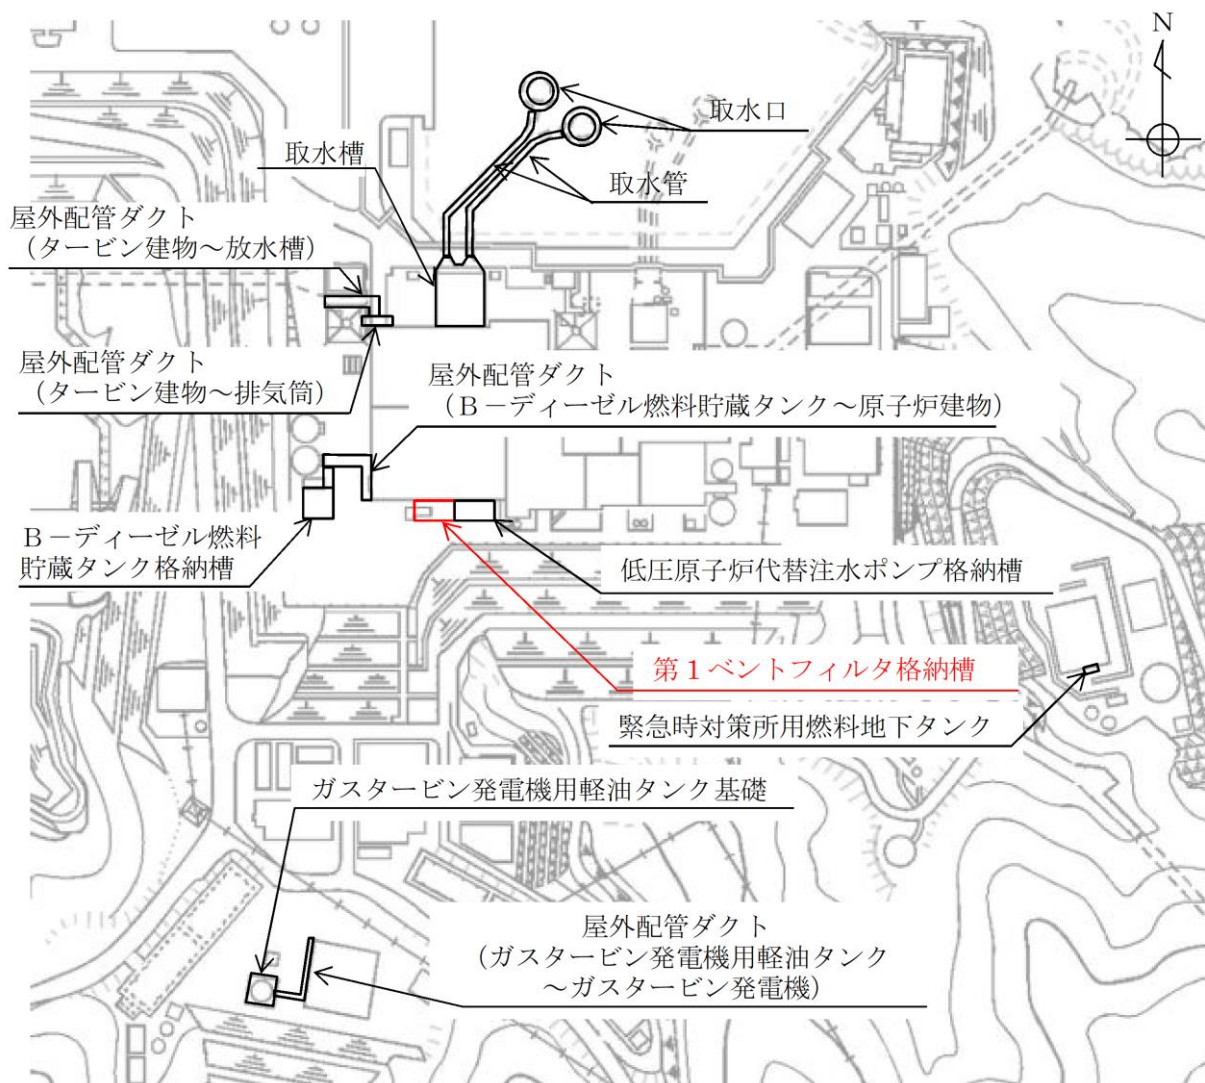 N
取水口
取水槽
取水管
屋外配管ダクト
（タービン建物～放水槽）
屋外配管ダクト
（タービン建物～排気筒）
屋外配管ダクト
（Ｂ－ディーゼル燃料貯蔵タンク～原子炉建物）
Ｂ－ディーゼル燃料
貯蔵タンク格納槽
低圧原子炉代替注水ポンプ格納槽
第１ベントフィルタ格納槽
緊急時対策所用燃料地下タンク
ガスタービン発電機用軽油タンク基礎
屋外配管ダクト
（ガスタービン発電機用軽油タンク
～ガスタービン発電機）